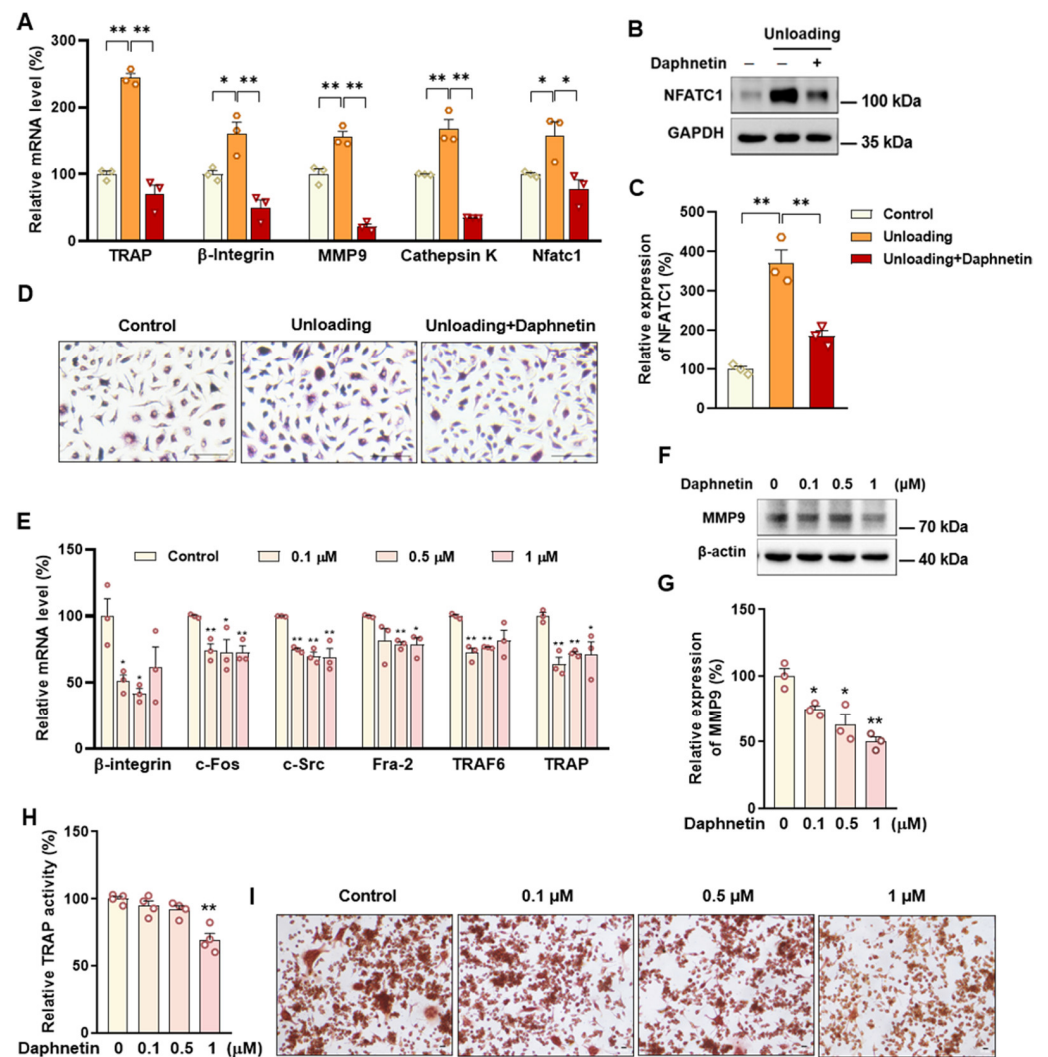 A
Relative mRNA level (%)
300
200
100
0
** **
* **
** **
** **
* *
TRAP β-Integrin MMP9 Cathepsin K Nfatc1
B
Unloading
Daphnetin − − +
NFATC1
100 kDa
GAPDH
35 kDa
C
Relative expression
of NFATC1 (%)
500
400
300
200
100
0
** **
Control
Unloading
Unloading+Daphnetin
D
Control Unloading Unloading+Daphnetin
E
Relative mRNA level (%)
150
100
50
0
Control 0.1 μM 0.5 μM 1 μM
* *
** * **
** ** **
** *
** **
** ** *
β-integrin c-Fos c-Src Fra-2 TRAF6 TRAP
F
Daphnetin 0 0.1 0.5 1 (μM)
MMP9
70 kDa
β-actin
40 kDa
G
Relative expression
of MMP9 (%)
150
100
50
0
* * **
Daphnetin 0 0.1 0.5 1 (μM)
H
Relative TRAP activity (%)
150
100
50
0
**
Daphnetin 0 0.1 0.5 1 (μM)
I
Control 0.1 μM 0.5 μM 1 μM